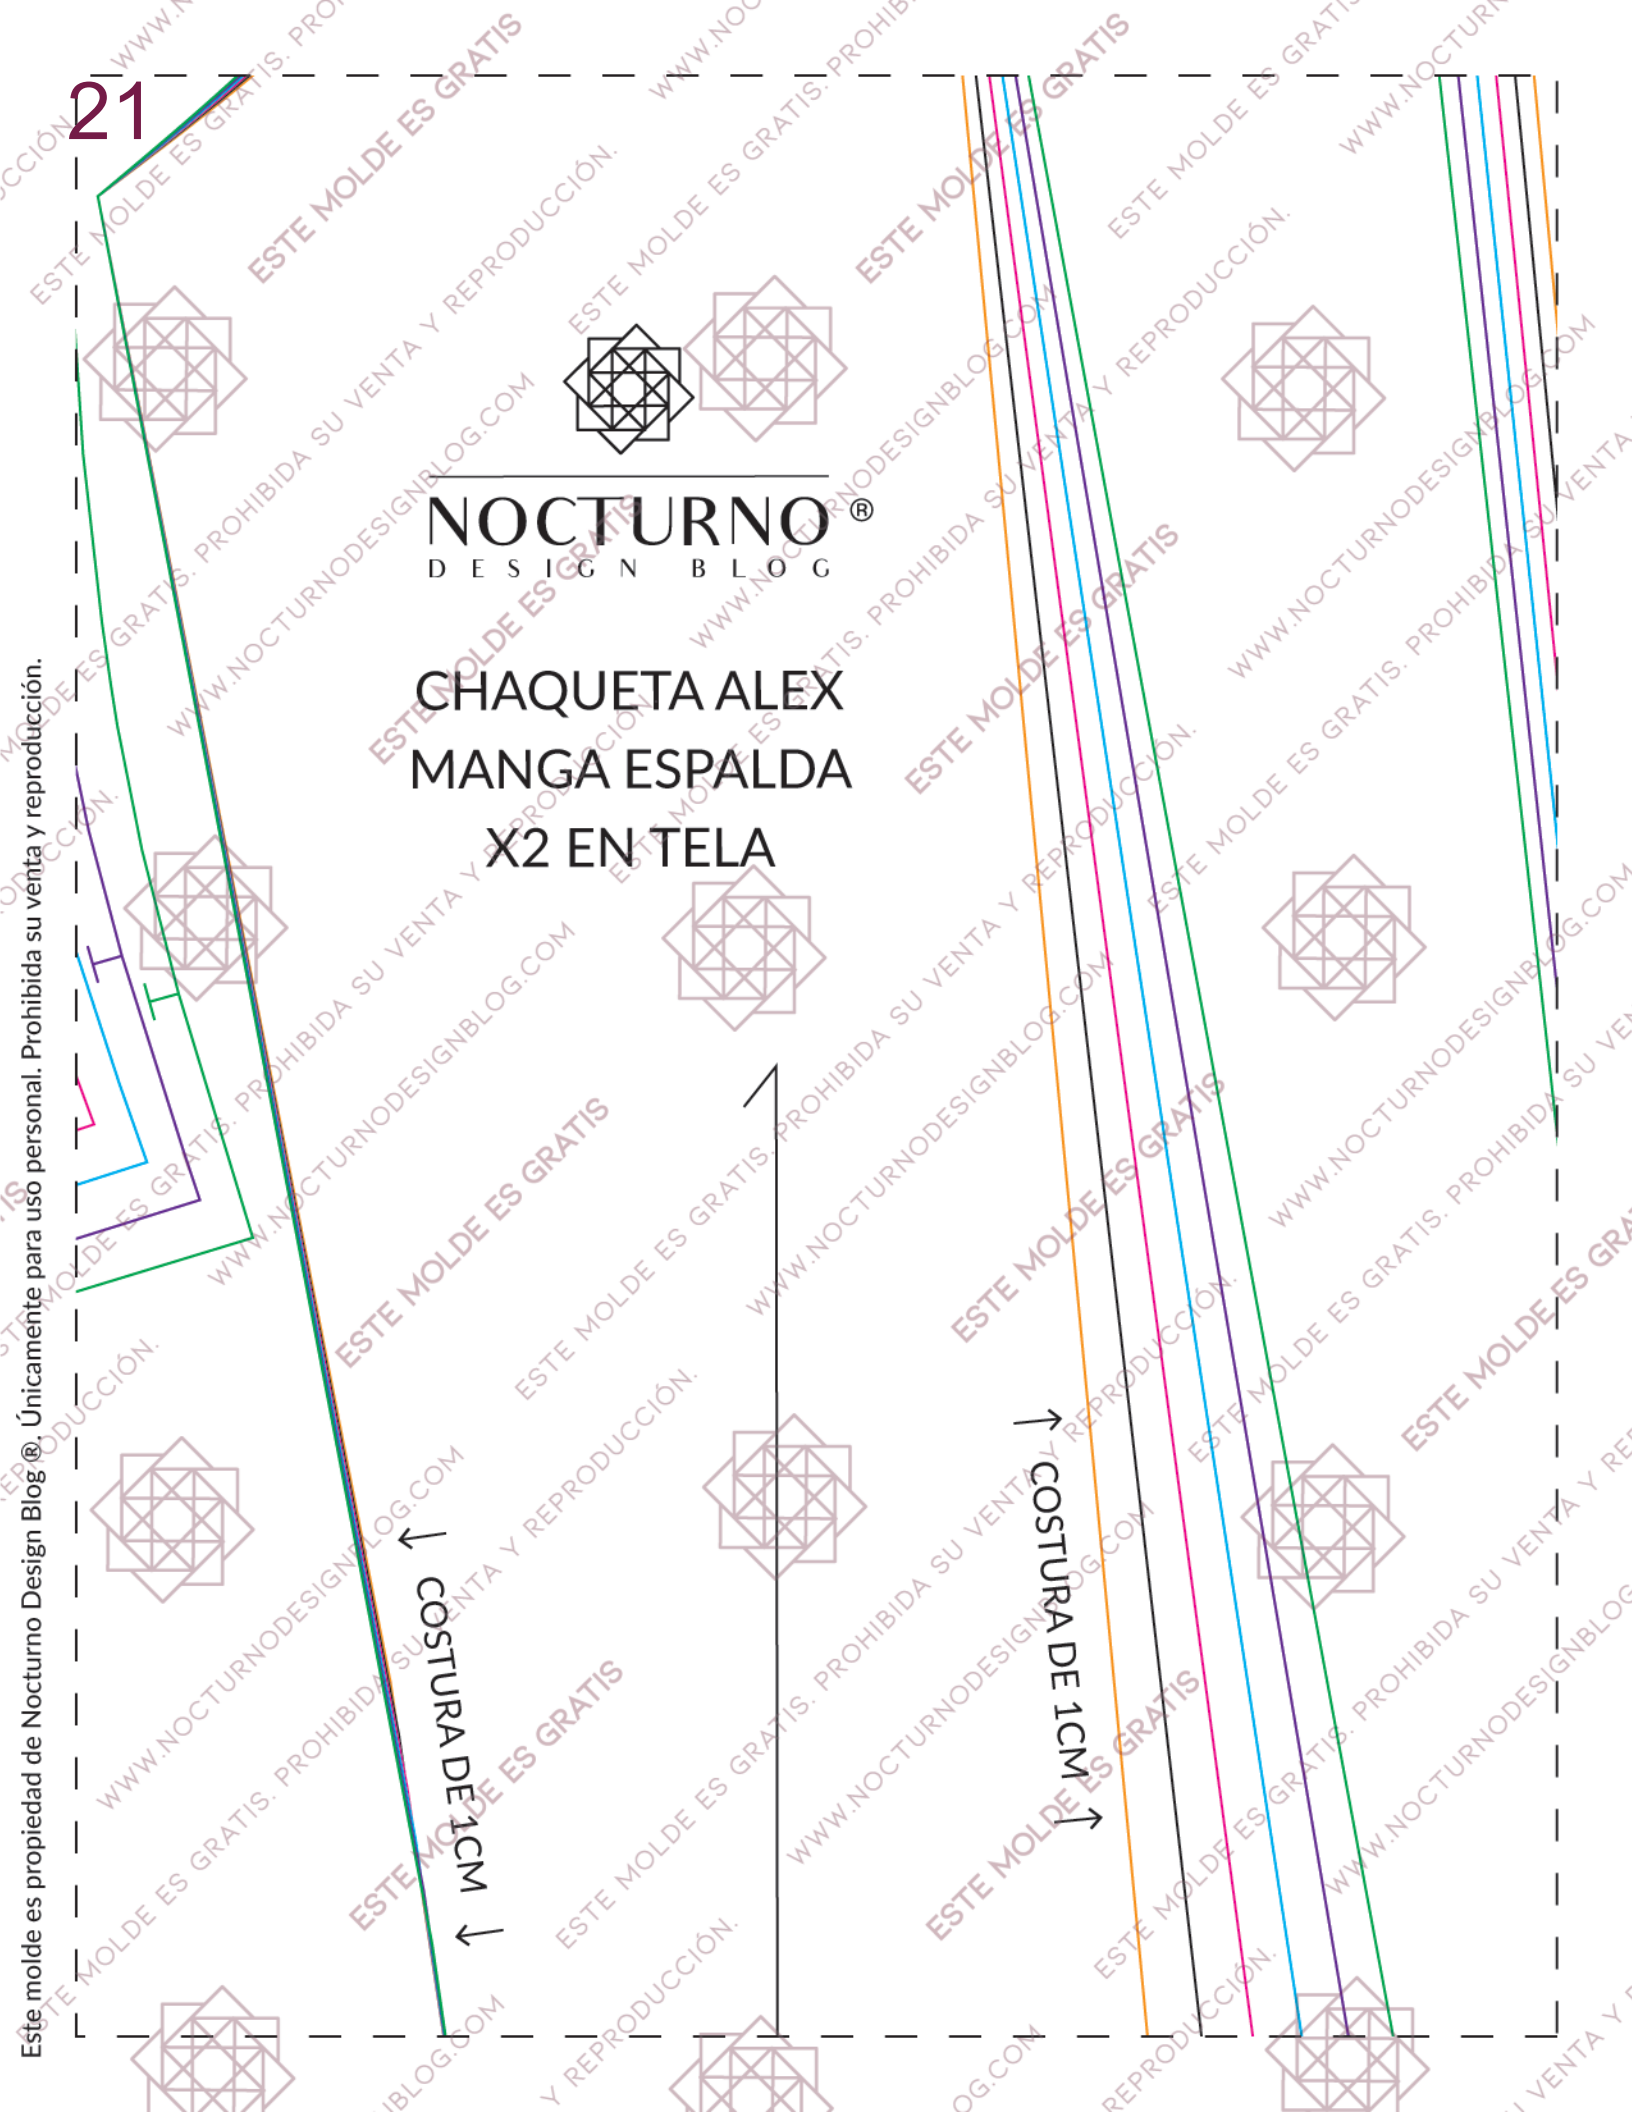 21
NOCTURNO ®
DESIGN BLOG
CHAQUETA ALEX
MANGA ESPALDA
X2 EN TELA
COSTURA DE 1CM
COSTURA DE 1CM
Este molde es propiedad de Nocturno Design Blog ®. Únicamente para uso personal. Prohibida su venta y reproducción.
ESTE MOLDE ES GRATIS
ESTE MOLDE ES GRATIS. PROHIBIDA SU VENTA Y REPRODUCCIÓN.
WWW.NOCTURNODESIGNBLOG.COM